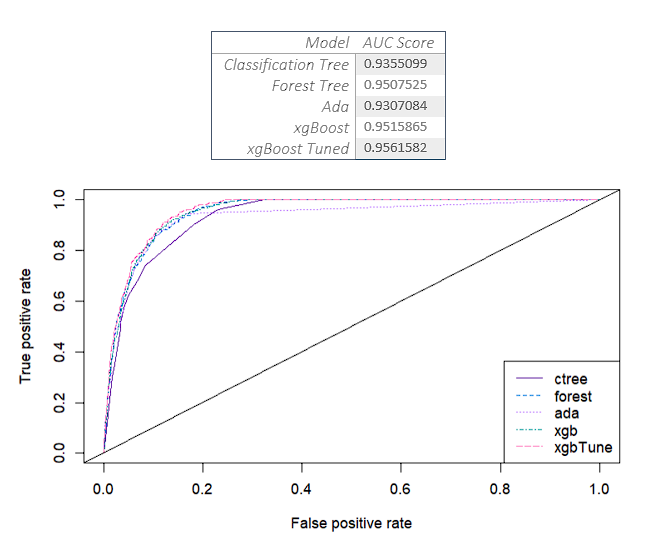 Model AUC Score
Classification Tree 0.9355099
Forest Tree 0.9507525
Ada 0.9307084
xgBoost 0.9515865
xgBoost Tuned 0.9561582
True positive rate
1.0
0.8
0.6
0.4
0.2
0.0
ctree
forest
ada
xgb
xgbTune
0.0 0.2 0.4 0.6 0.8 1.0
False positive rate